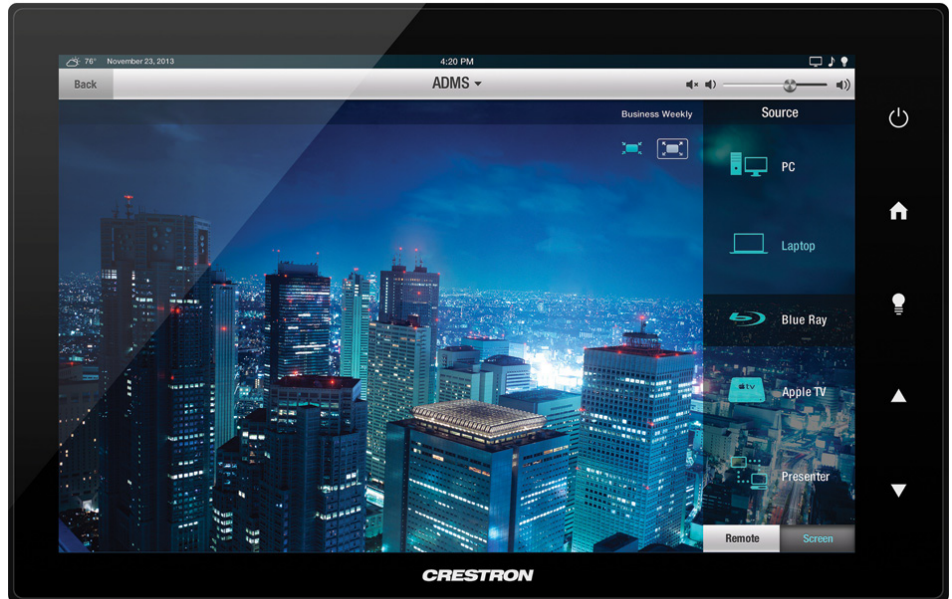 76° November 23, 2013
4:20 PM
Back
ADMS
Business Weekly
Source
PC
Laptop
Blue Ray
tv
Apple TV
Presenter
Remote
Screen
CRESTRON